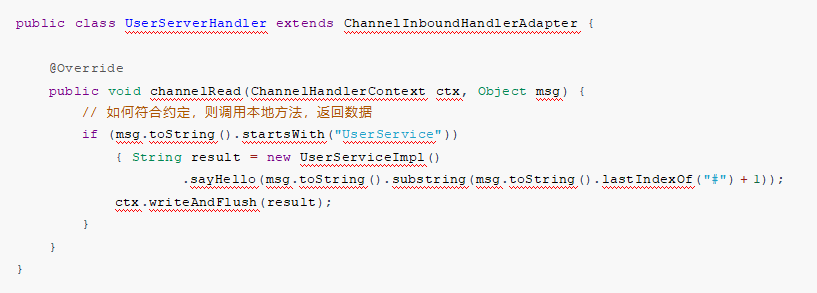 public class UserServerHandler extends ChannelInboundHandlerAdapter {
@Override
public void channelRead(ChannelHandlerContext ctx, Object msg) {
// 如何符合约定，则调用本地方法，返回数据
if (msg.toString().startsWith("UserService"))
{ String result = new UserServiceImpl()
.sayHello(msg.toString().substring(msg.toString().lastIndexOf("#") + 1));
ctx.writeAndFlush(result);
}
}
}